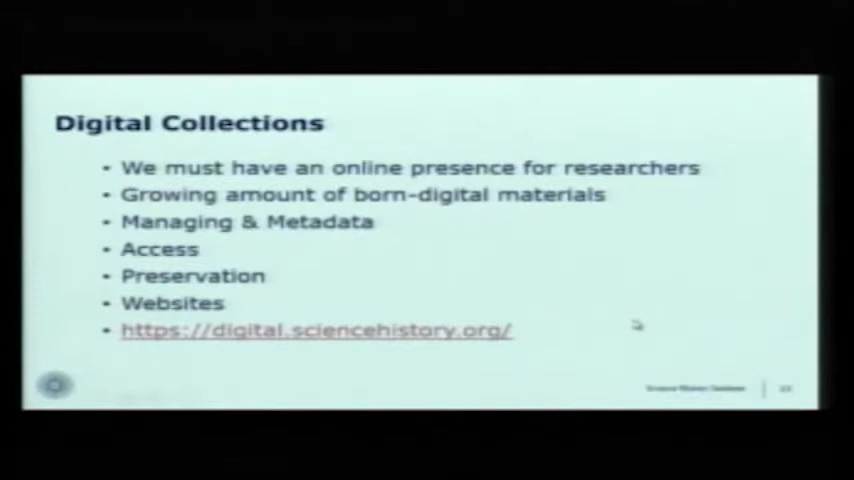 Digital Collections
• We must have an online presence for researchers
• Growing amount of born-digital materials
• Managing & Metadata
• Access
• Preservation
• Websites
• https://digital.sciencehistory.org/